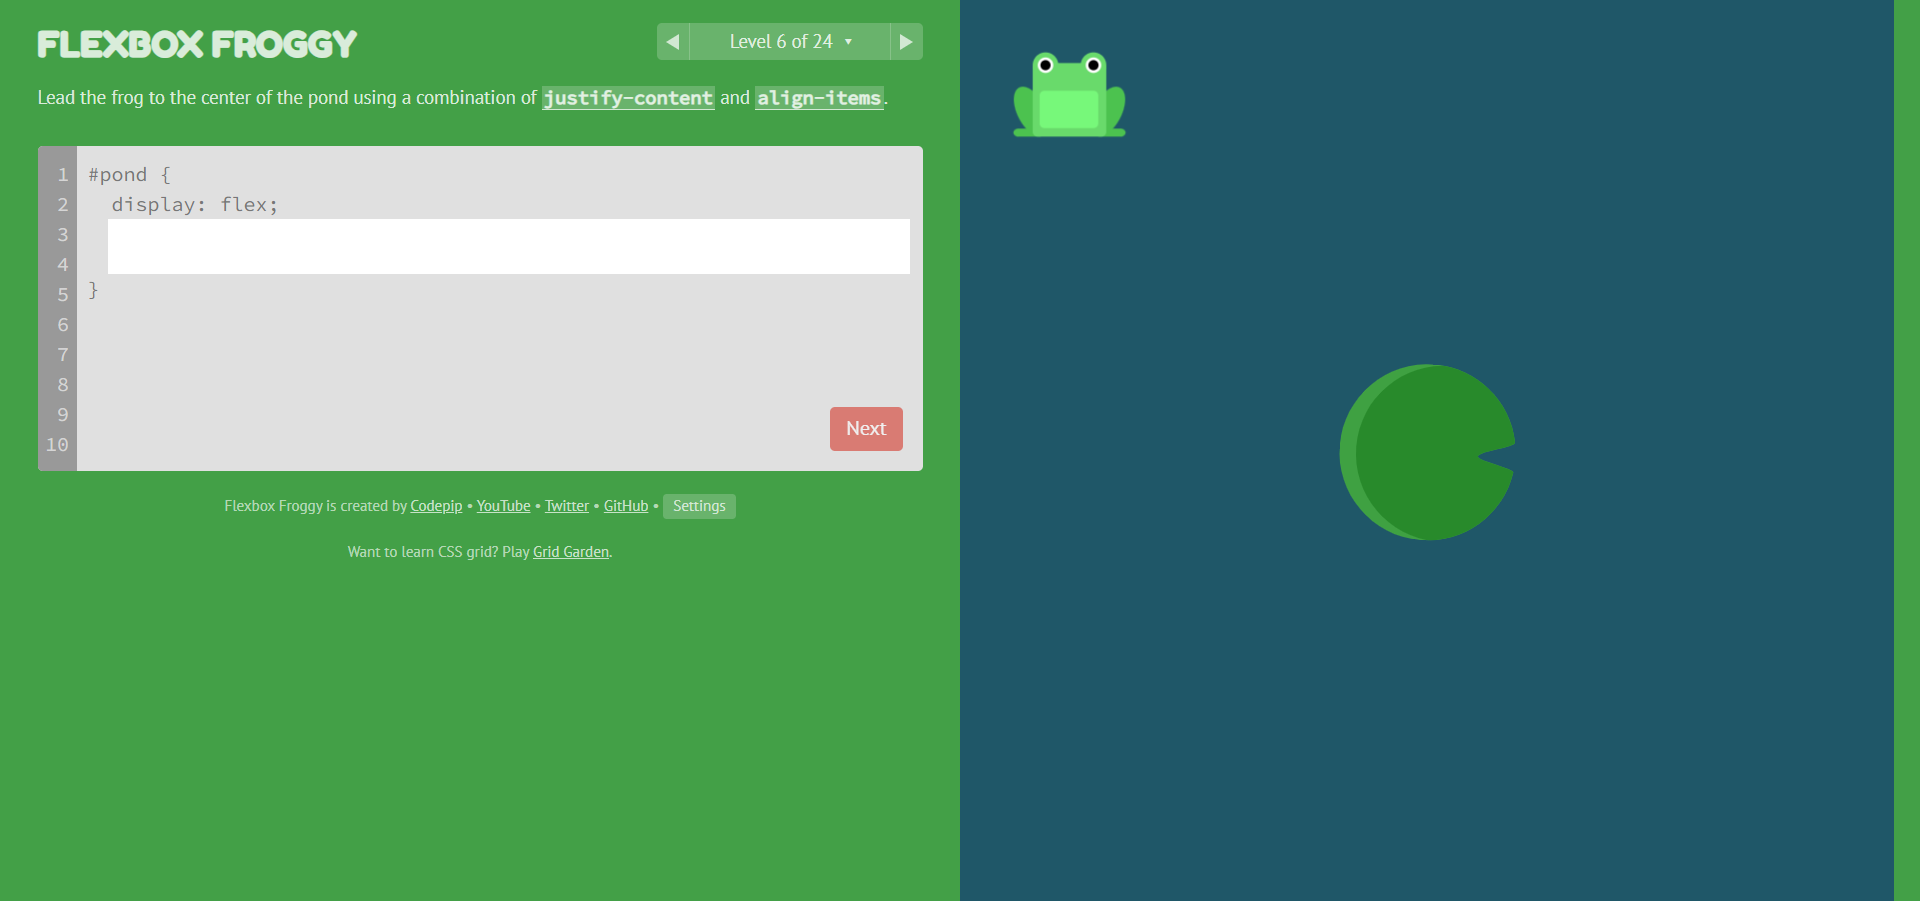 FLEXBOX FROGGY
Level 6 of 24 ▼
Lead the frog to the center of the pond using a combination of justify-content and align-items.
1 #pond {
2 display: flex;
3
4
5 }
6
7
8
9
10
Next
Flexbox Froggy is created by Codepip • YouTube • Twitter • GitHub • Settings
Want to learn CSS grid? Play Grid Garden.